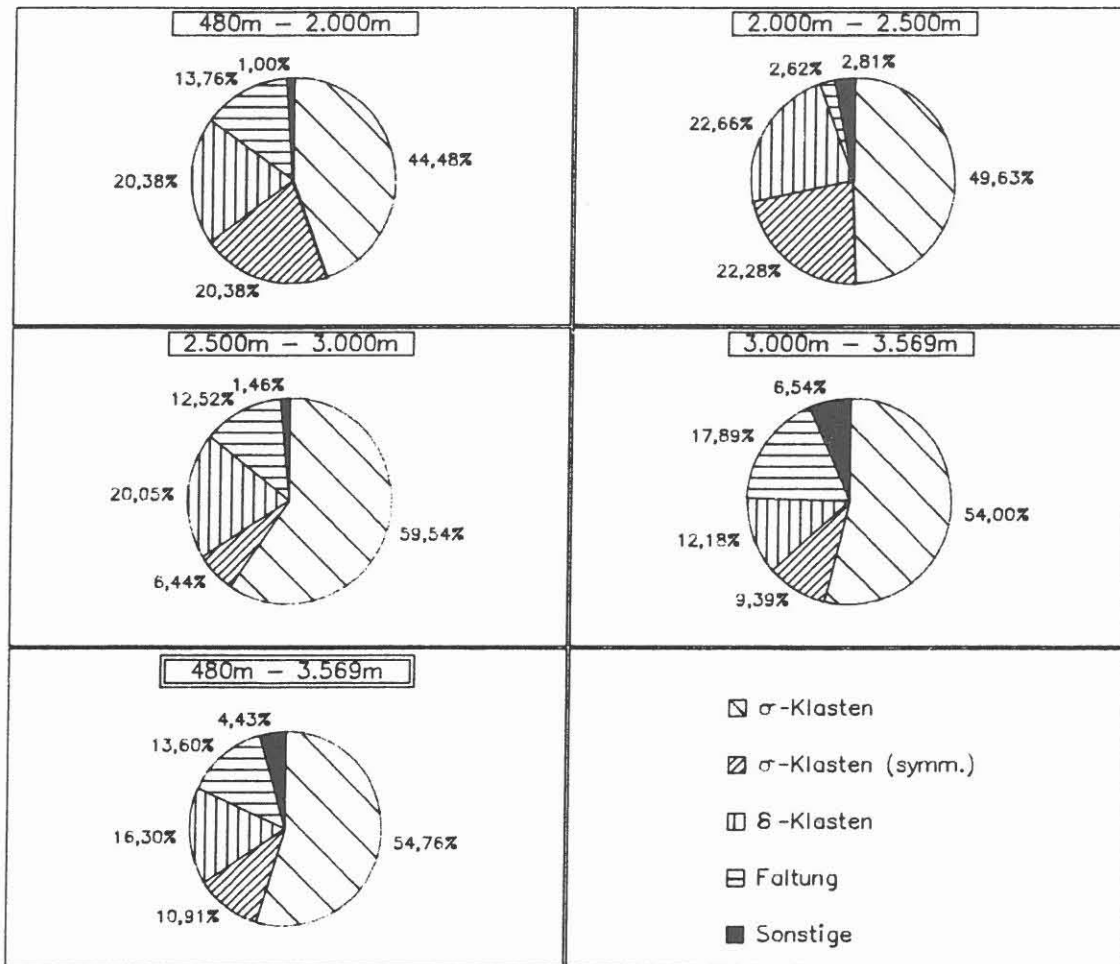 480m – 2.000m
1,00%
13,76%
44,48%
20,38%
20,38%
2.000m – 2.500m
2,81%
2,62%
22,66%
49,63%
22,28%
2.500m – 3.000m
1,46%
12,52%
20,05%
59,54%
6,44%
3.000m – 3.569m
6,54%
17,89%
54,00%
12,18%
9,39%
480m – 3.569m
4,43%
13,60%
16,30%
54,76%
10,91%
σ-Klasten
σ-Klasten (symm.)
δ-Klasten
Faltung
Sonstige